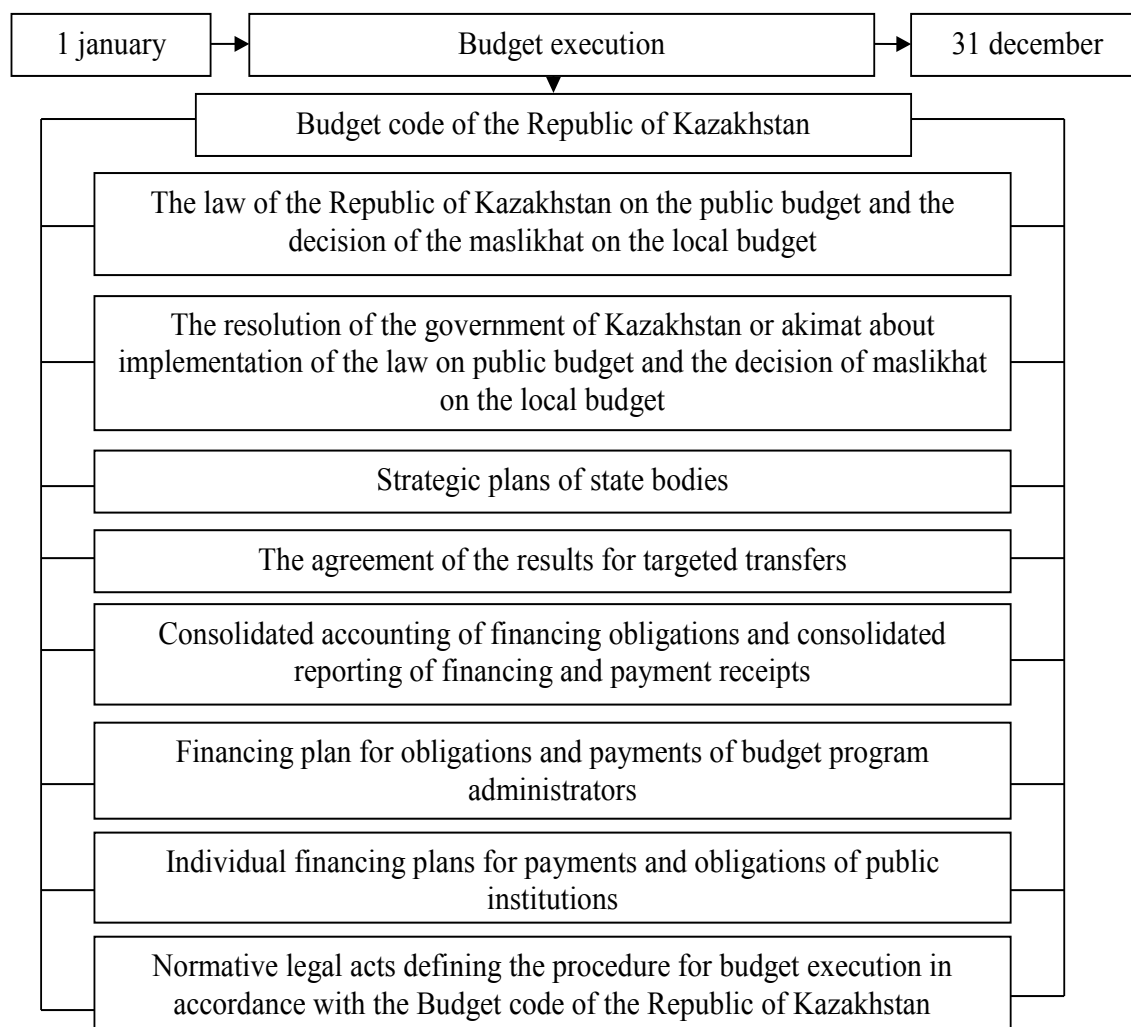 1 january
Budget execution
31 december
Budget code of the Republic of Kazakhstan
The law of the Republic of Kazakhstan on the public budget and the
decision of the maslikhat on the local budget
The resolution of the government of Kazakhstan or akimat about
implementation of the law on public budget and the decision of maslikhat
on the local budget
Strategic plans of state bodies
The agreement of the results for targeted transfers
Consolidated accounting of financing obligations and consolidated
reporting of financing and payment receipts
Financing plan for obligations and payments of budget program
administrators
Individual financing plans for payments and obligations of public
institutions
Normative legal acts defining the procedure for budget execution in
accordance with the Budget code of the Republic of Kazakhstan